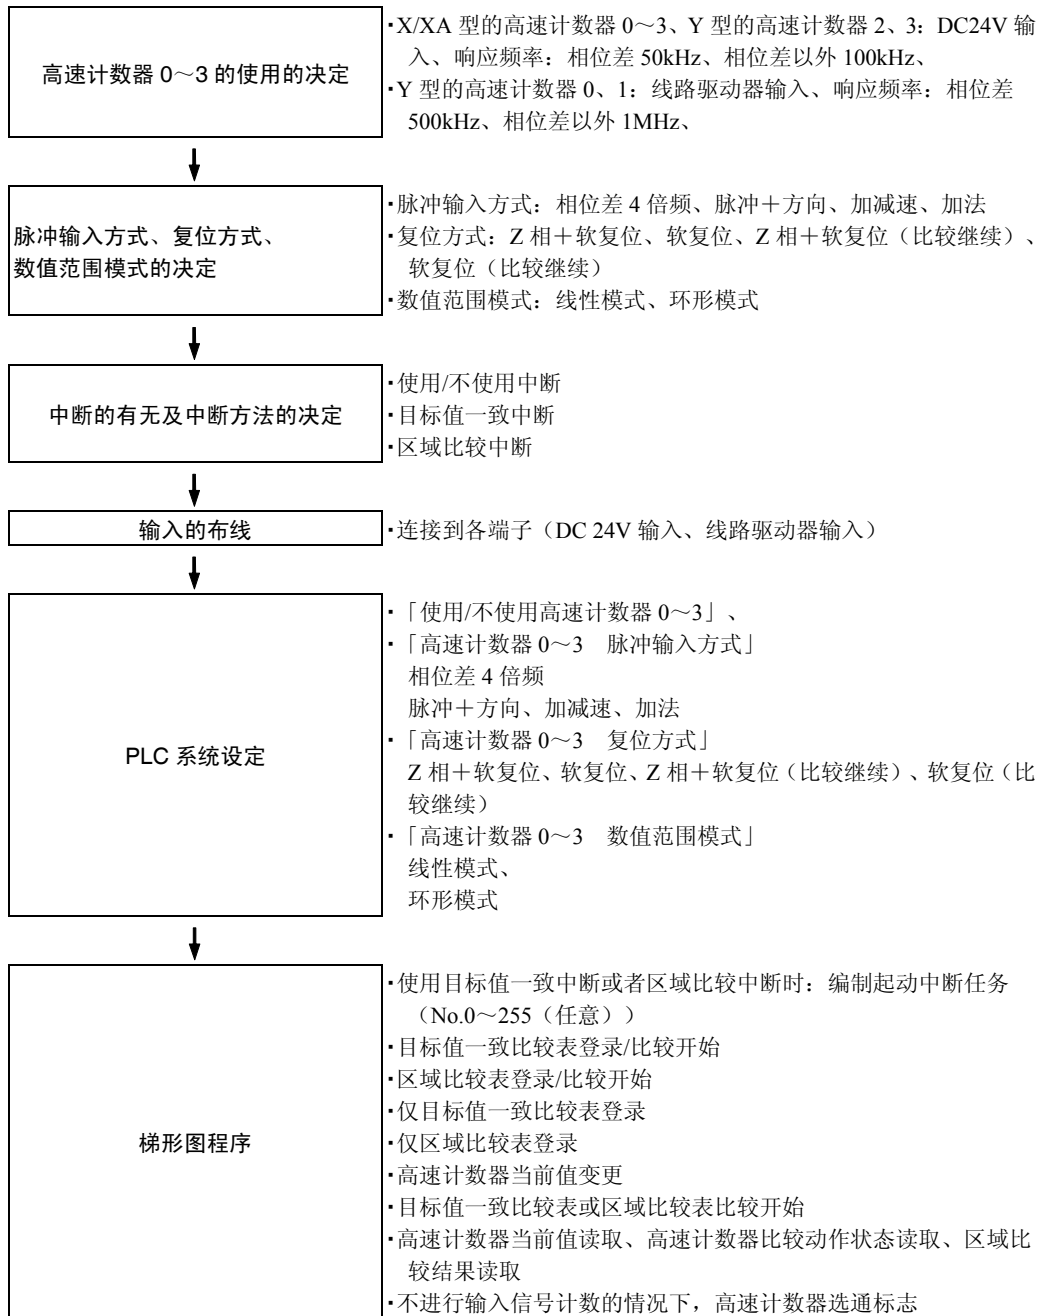 高速计数器 0～3 的使用的决定
·X/XA 型的高速计数器 0～3、Y 型的高速计数器 2、3：DC24V 输
入、响应频率：相位差 50kHz、相位差以外 100kHz、
·Y 型的高速计数器 0、1：线路驱动器输入、响应频率：相位差
500kHz、相位差以外 1MHz、
脉冲输入方式、复位方式、
数值范围模式的决定
·脉冲输入方式：相位差 4 倍频、脉冲＋方向、加减速、加法
·复位方式：Z 相＋软复位、软复位、Z 相＋软复位（比较继续）、
软复位（比较继续）
·数值范围模式：线性模式、环形模式
中断的有无及中断方法的决定
·使用/不使用中断
·目标值一致中断
·区域比较中断
输入的布线
·连接到各端子（DC 24V 输入、线路驱动器输入）
PLC 系统设定
·「使用/不使用高速计数器 0～3」、
·「高速计数器 0～3　脉冲输入方式」
相位差 4 倍频
脉冲＋方向、加减速、加法
·「高速计数器 0～3　复位方式」
Z 相＋软复位、软复位、Z 相＋软复位（比较继续）、软复位（比
较继续）
·「高速计数器 0～3　数值范围模式」
线性模式、
环形模式
梯形图程序
·使用目标值一致中断或者区域比较中断时：编制起动中断任务
（No.0～255（任意））
·目标值一致比较表登录/比较开始
·区域比较表登录/比较开始
·仅目标值一致比较表登录
·仅区域比较表登录
·高速计数器当前值变更
·目标值一致比较表或区域比较表比较开始
·高速计数器当前值读取、高速计数器比较动作状态读取、区域比
较结果读取
·不进行输入信号计数的情况下，高速计数器选通标志